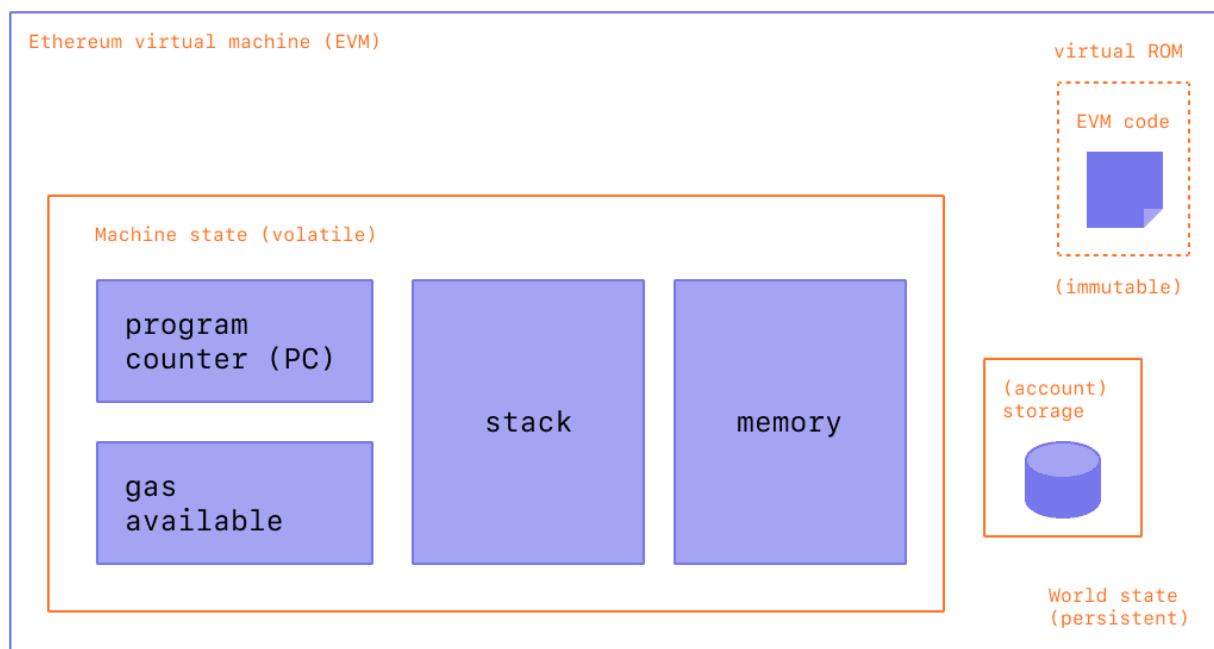 Ethereum virtual machine (EVM)
virtual ROM
EVM code
(immutable)
Machine state (volatile)
program
counter (PC)
gas
available
stack
memory
(account)
storage
World state
(persistent)